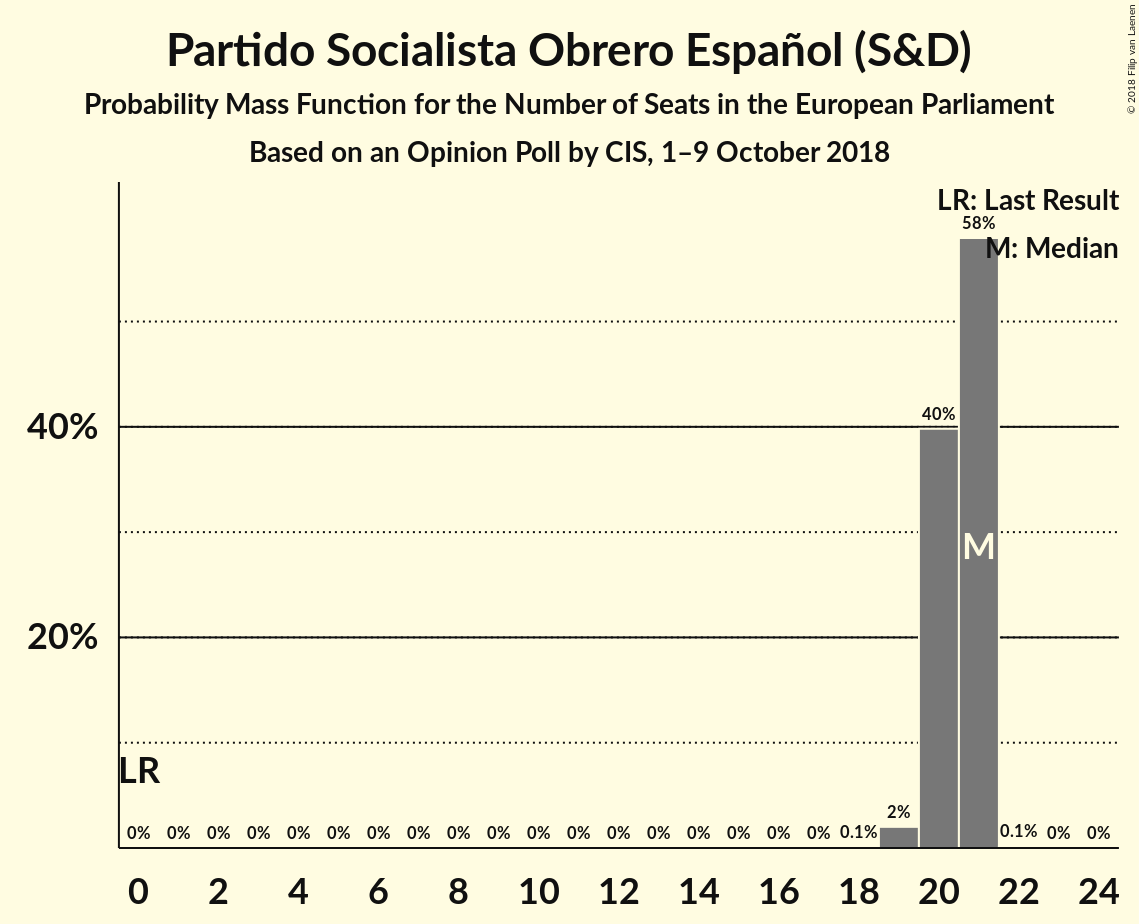 Partido Socialista Obrero Español (S&D)
Probability Mass Function for the Number of Seats in the European Parliament
Based on an Opinion Poll by CIS, 1–9 October 2018
© 2018 Filip van Laenen
LR: Last Result
58%
M: Median
40%
40%
M
20%
LR
2%
0% 0% 0% 0% 0% 0% 0% 0% 0% 0% 0% 0% 0% 0% 0% 0% 0% 0% 0.1% 0.1% 0% 0%
0 2 4 6 8 10 12 14 16 18 20 22 24